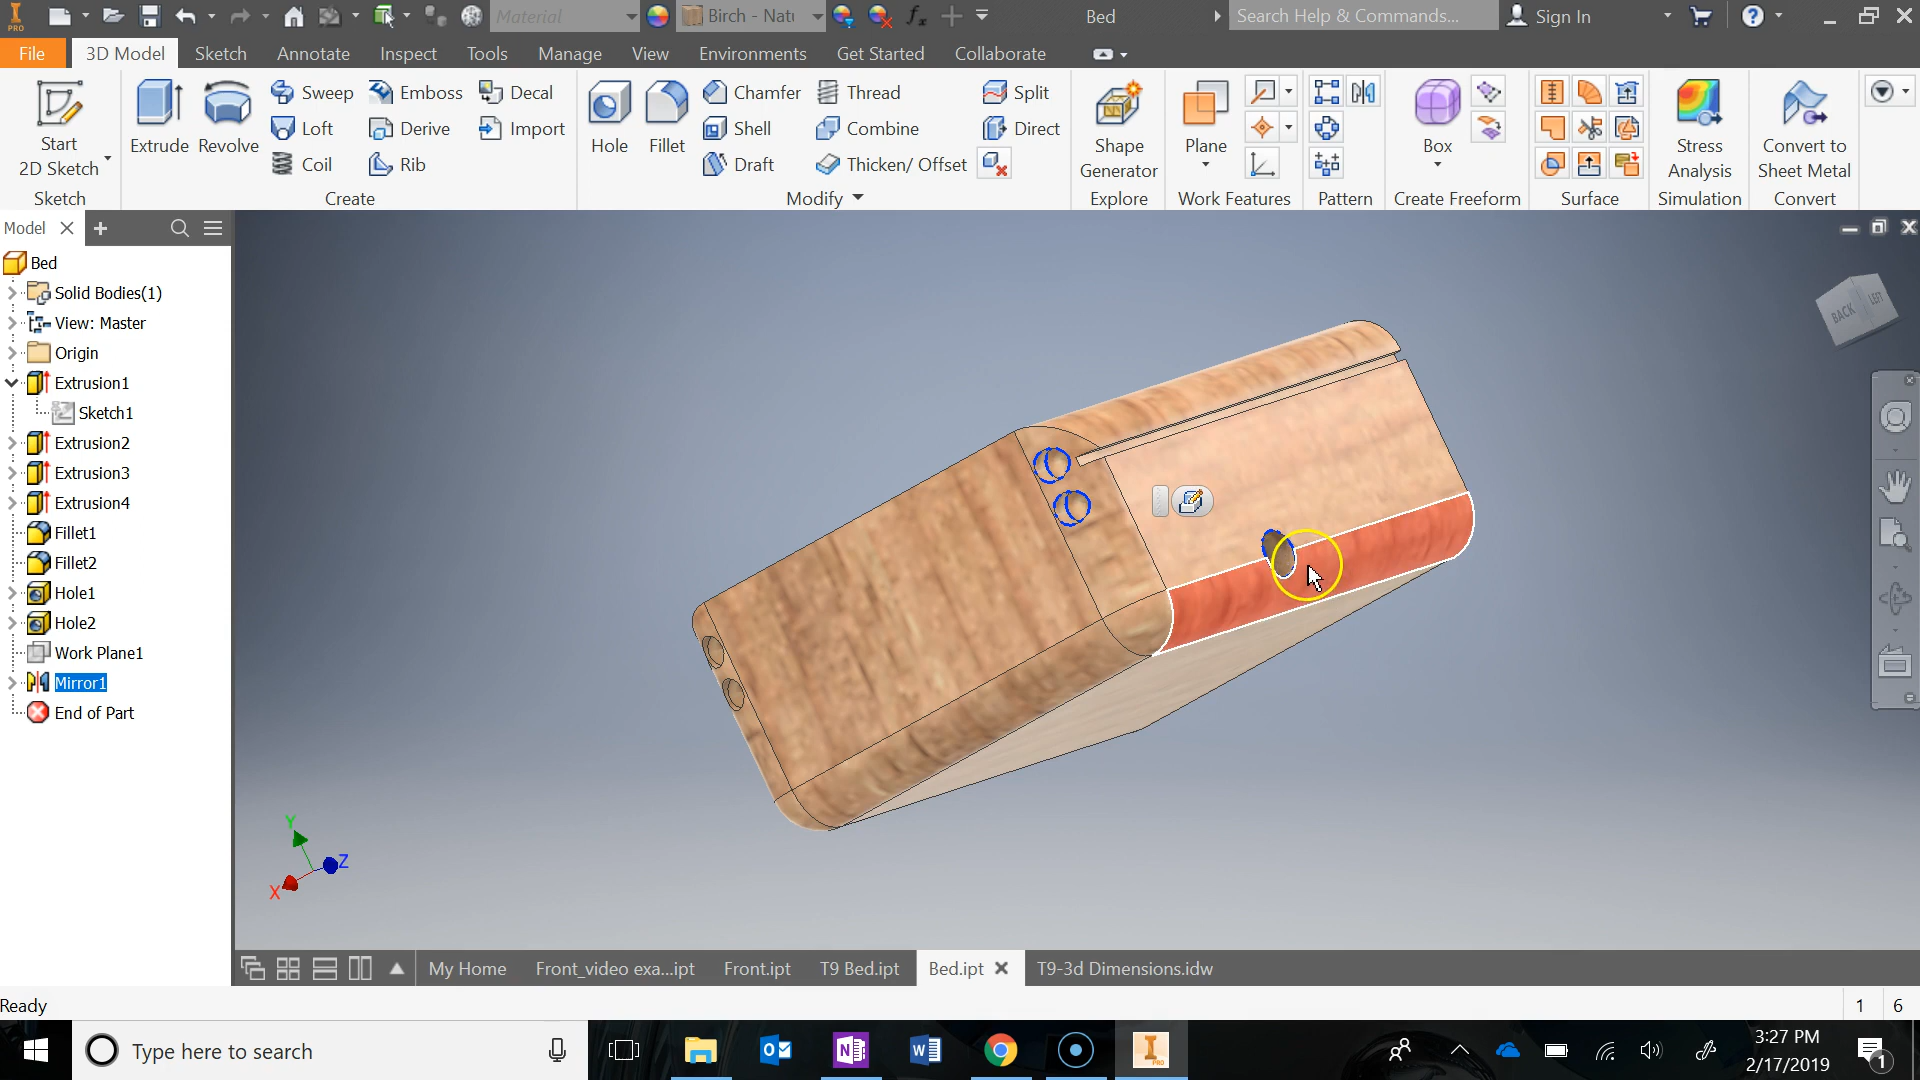 PRO
Material
Birch - Natu
fx
Bed
Search Help & Commands...
Sign In
File
3D Model
Sketch
Annotate
Inspect
Tools
Manage
View
Environments
Get Started
Collaborate
Start
2D Sketch
Extrude
Revolve
Sweep
Loft
Coil
Emboss
Derive
Rib
Decal
Import
Hole
Fillet
Chamfer
Shell
Draft
Thread
Combine
Thicken/ Offset
Split
Direct
Shape
Generator
Plane
Box
Stress
Analysis
Convert to
Sheet Metal
Sketch
Create
Modify
Explore
Work Features
Pattern
Create Freeform
Surface
Simulation
Convert
Model
Bed
Solid Bodies(1)
View: Master
Origin
Extrusion1
Sketch1
Extrusion2
Extrusion3
Extrusion4
Fillet1
Fillet2
Hole1
Hole2
Work Plane1
Mirror1
End of Part
BACK
LEFT
Y
Z
X
My Home
Front_video exa...ipt
Front.ipt
T9 Bed.ipt
Bed.ipt
T9-3d Dimensions.idw
Ready
1
6
Type here to search
3:27 PM
2/17/2019
1